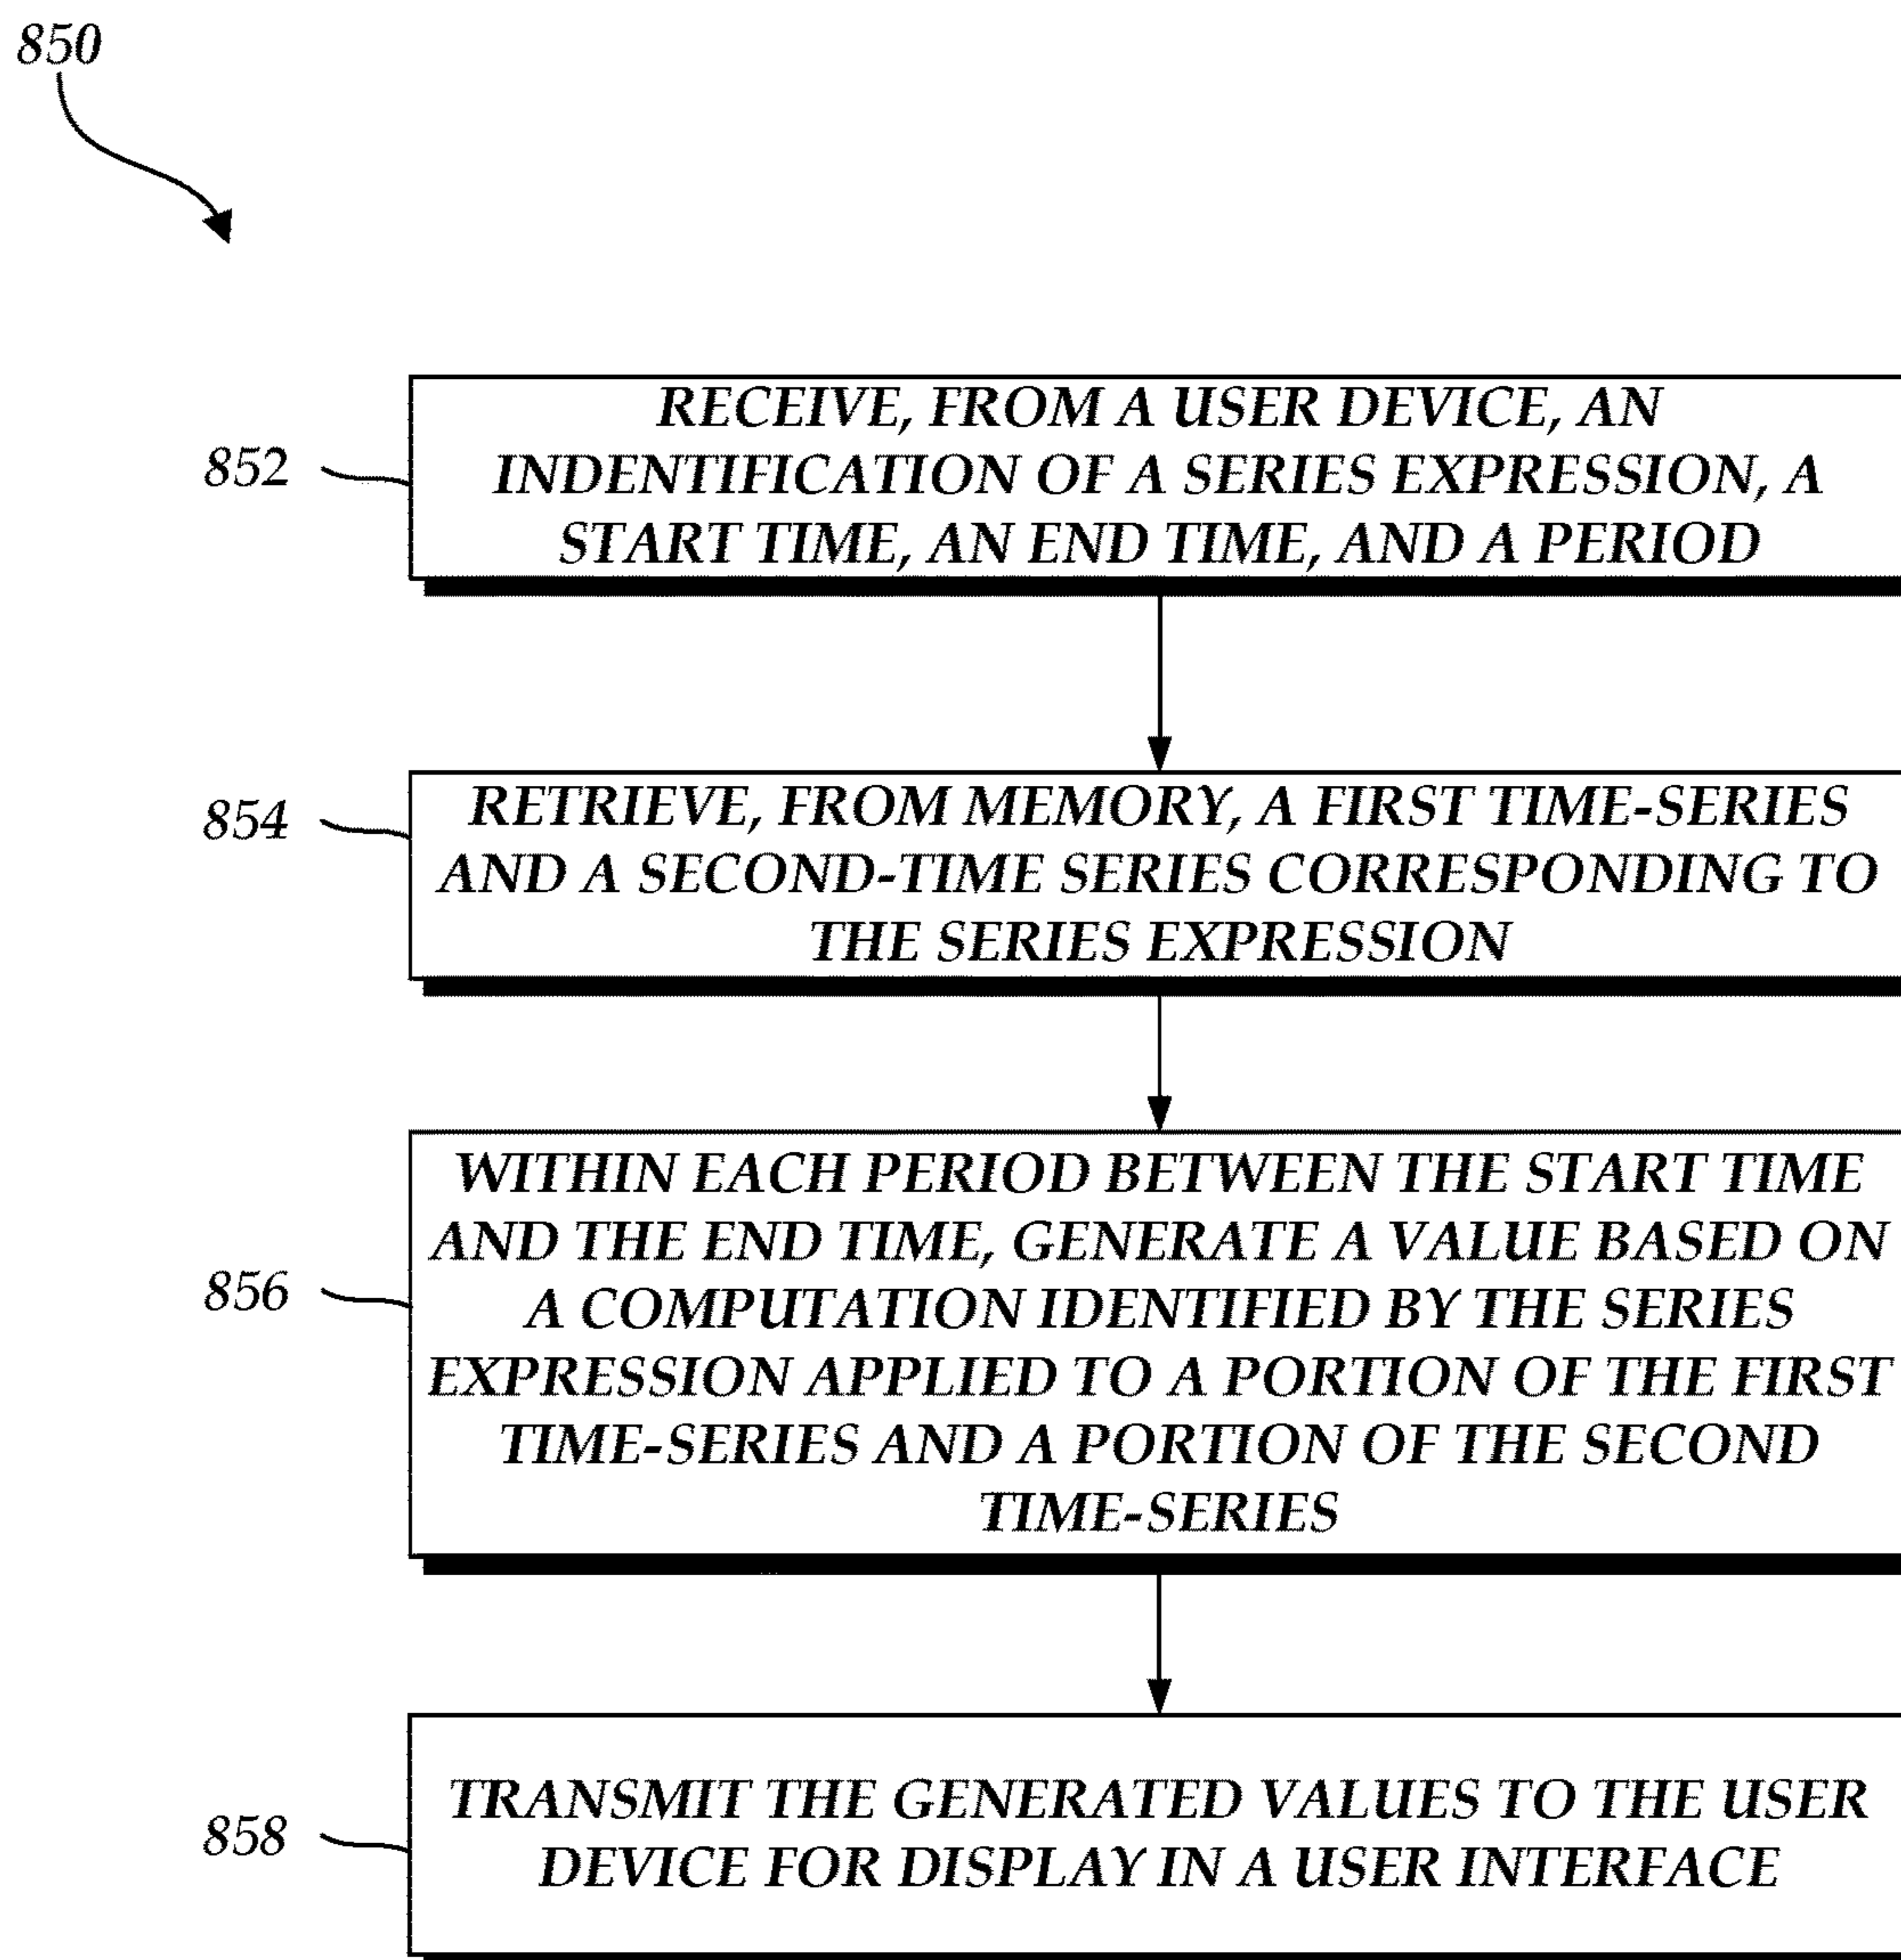 850
852
RECEIVE, FROM A USER DEVICE, AN
INDENTIFICATION OF A SERIES EXPRESSION, A
START TIME, AN END TIME, AND A PERIOD
854
RETRIEVE, FROM MEMORY, A FIRST TIME-SERIES
AND A SECOND-TIME SERIES CORRESPONDING TO
THE SERIES EXPRESSION
856
WITHIN EACH PERIOD BETWEEN THE START TIME
AND THE END TIME, GENERATE A VALUE BASED ON
A COMPUTATION IDENTIFIED BY THE SERIES
EXPRESSION APPLIED TO A PORTION OF THE FIRST
TIME-SERIES AND A PORTION OF THE SECOND
TIME-SERIES
858
TRANSMIT THE GENERATED VALUES TO THE USER
DEVICE FOR DISPLAY IN A USER INTERFACE